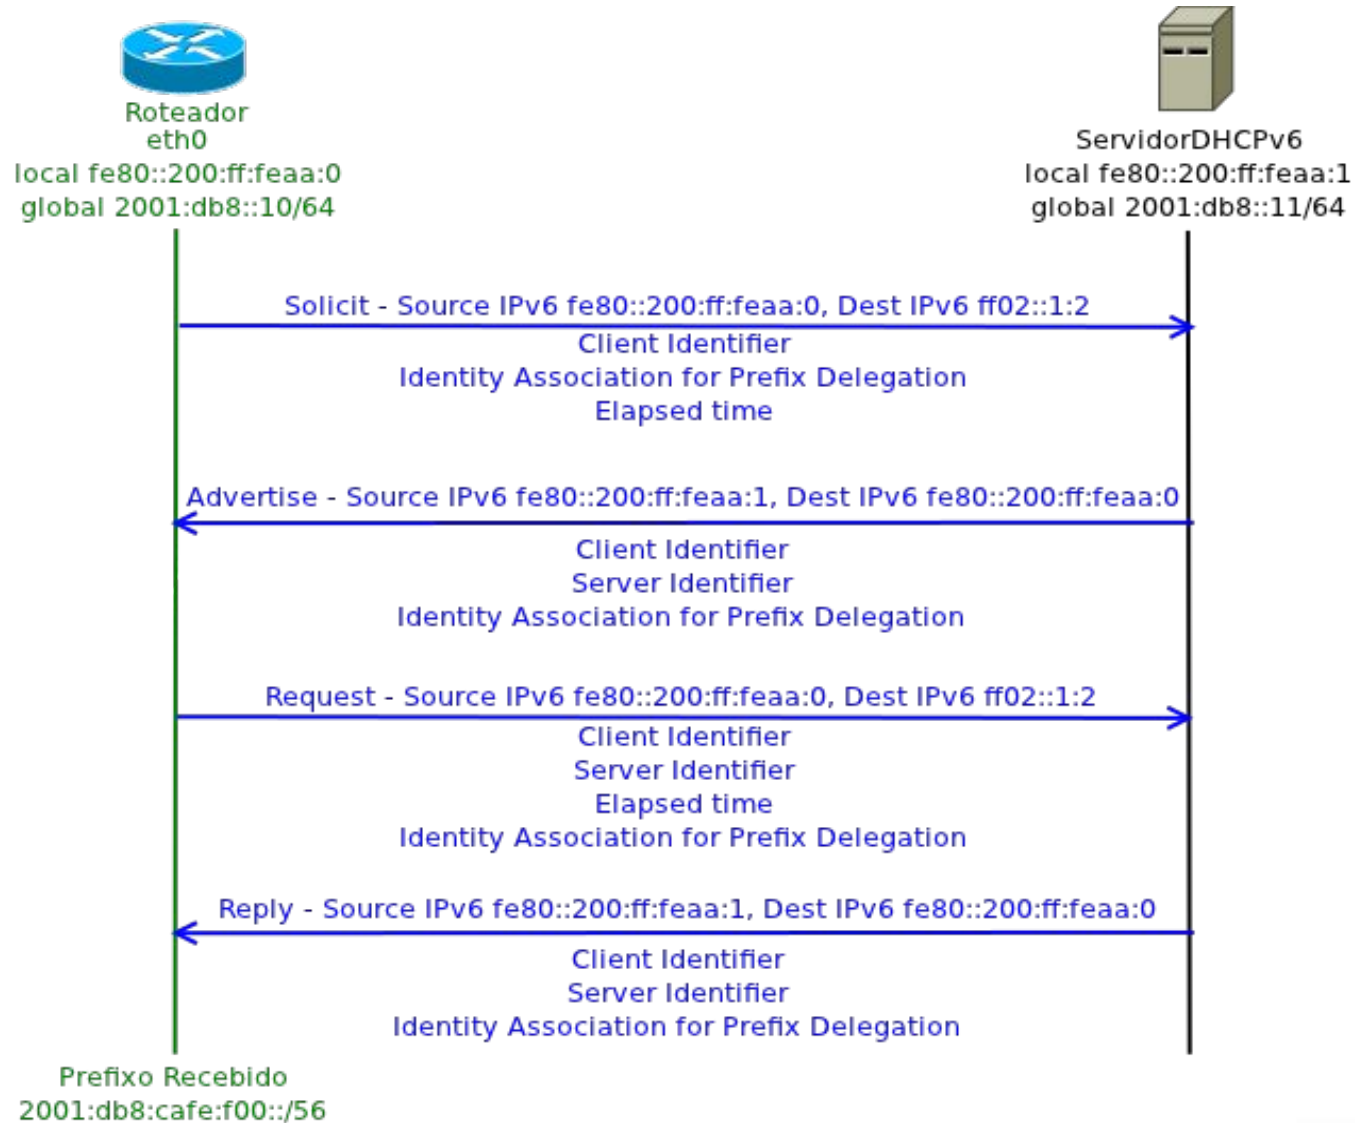 Roteador
eth0
local fe80::200:ff:feaa:0
global 2001:db8::10/64
ServidorDHCPv6
local fe80::200:ff:feaa:1
global 2001:db8::11/64
Solicit - Source IPv6 fe80::200:ff:feaa:0, Dest IPv6 ff02::1:2
Client Identifier
Identity Association for Prefix Delegation
Elapsed time
Advertise - Source IPv6 fe80::200:ff:feaa:1, Dest IPv6 fe80::200:ff:feaa:0
Client Identifier
Server Identifier
Identity Association for Prefix Delegation
Request - Source IPv6 fe80::200:ff:feaa:0, Dest IPv6 ff02::1:2
Client Identifier
Server Identifier
Elapsed time
Identity Association for Prefix Delegation
Reply - Source IPv6 fe80::200:ff:feaa:1, Dest IPv6 fe80::200:ff:feaa:0
Client Identifier
Server Identifier
Identity Association for Prefix Delegation
Prefixo Recebido
2001:db8:cafe:f00::/56